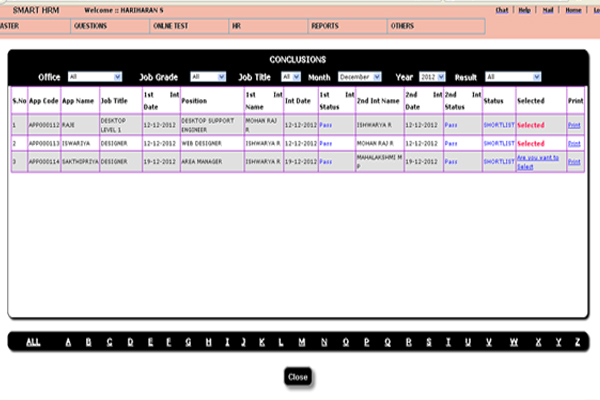 SMART HRM Welcome :: HARIHARAN S Chat | Help | Mail | Home | Lo
ASTER QUESTIONS ONLINE TEST HR REPORTS OTHERS
CONCLUSIONS
Office All Job Grade All Job Title All Month December Year 2012 Result All
S.No App Code App Name Job Title 1st Int Date Position 1st Int Name Int Date 1st Int Status 2nd Int Name 2nd Int Date 2nd Int Status Status Selected Print
1 APP000112 RAJE DESKTOP LEVEL 1 12-12-2012 DESKTOP SUPPORT ENGINEER MOHAN RAJ R 12-12-2012 Pass ISHWARYA R 12-12-2012 Pass SHORTLIST Selected Print
2 APP000113 ISWARIYA DESIGNER 12-12-2012 WEB DESIGNER ISHWARYA R 12-12-2012 Pass MOHAN RAJ R 12-12-2012 Pass SHORTLIST Selected Print
3 APP000114 SAKTHIPRIYA DESIGNER 19-12-2012 AREA MANAGER ISHWARYA R 19-12-2012 Pass MAHALAKSHMI M P 19-12-2012 Pass SHORTLIST Are you want to Select Print
ALL A B C D E F G H I J K L M N O P Q R S I U V W X Y Z
Close